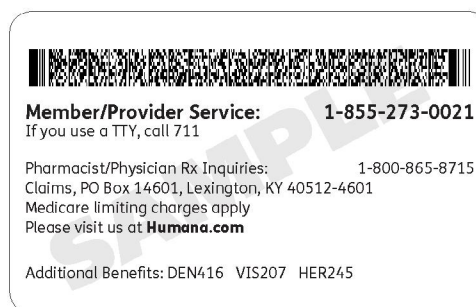 Member/Provider Service: 1-855-273-0021
If you use a TTY, call 711
Pharmacist/Physician Rx Inquiries: 1-800-865-8715
Claims, PO Box 14601, Lexington, KY 40512-4601
Medicare limiting charges apply
Please visit us at Humana.com
Additional Benefits: DEN416 VIS207 HER245
SAMPLE